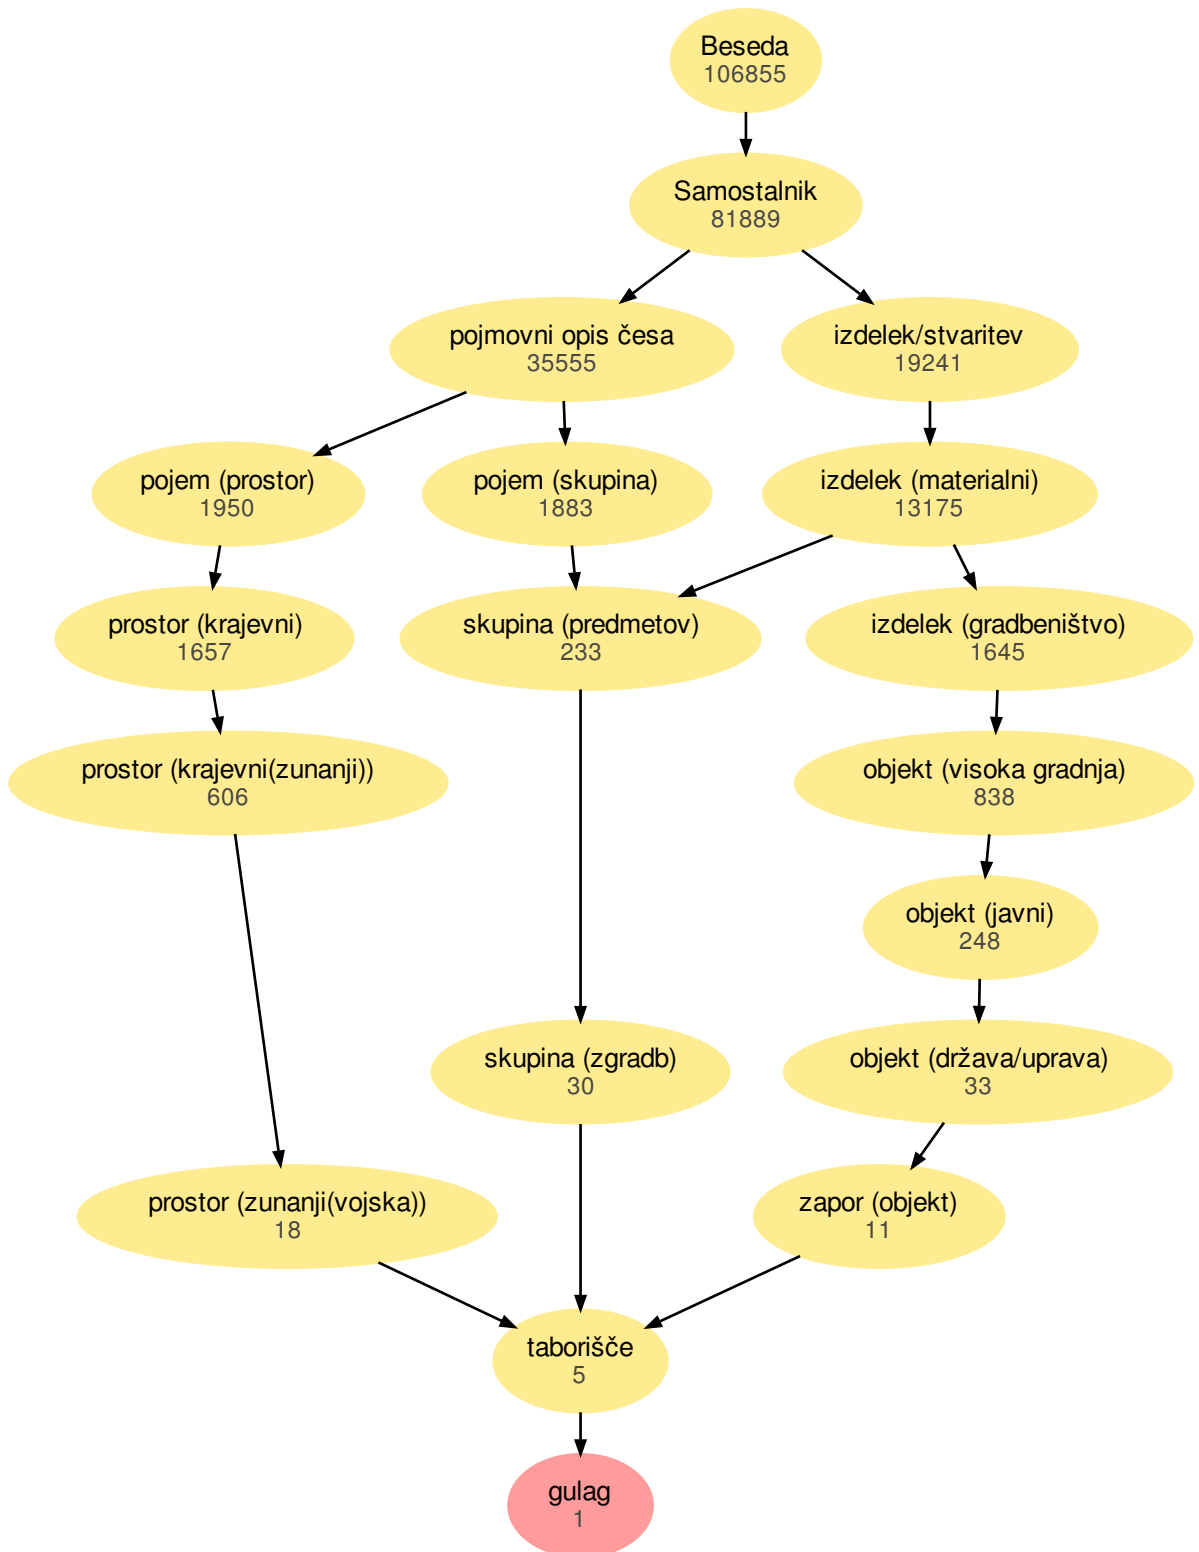 Beseda
106855
Samostalnik
81889
pojmovni opis česa
35555
izdelek/stvaritev
19241
pojem (prostor)
1950
pojem (skupina)
1883
izdelek (materialni)
13175
prostor (krajevni)
1657
skupina (predmetov)
233
izdelek (gradbeništvo)
1645
prostor (krajevni(zunanji))
606
objekt (visoka gradnja)
838
objekt (javni)
248
skupina (zgradb)
30
objekt (država/uprava)
33
prostor (zunanji(vojska))
18
zapor (objekt)
11
taborišče
5
gulag
1